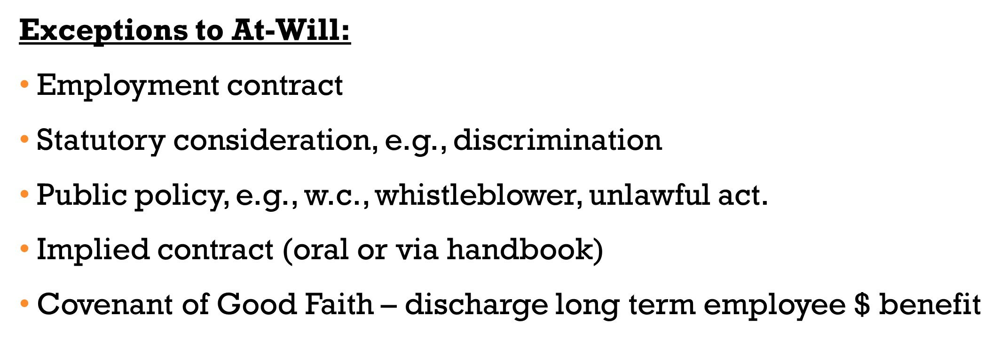 Exceptions to At-Will:
• Employment contract
• Statutory consideration, e.g., discrimination
• Public policy, e.g., w.c., whistleblower, unlawful act.
• Implied contract (oral or via handbook)
• Covenant of Good Faith – discharge long term employee $ benefit